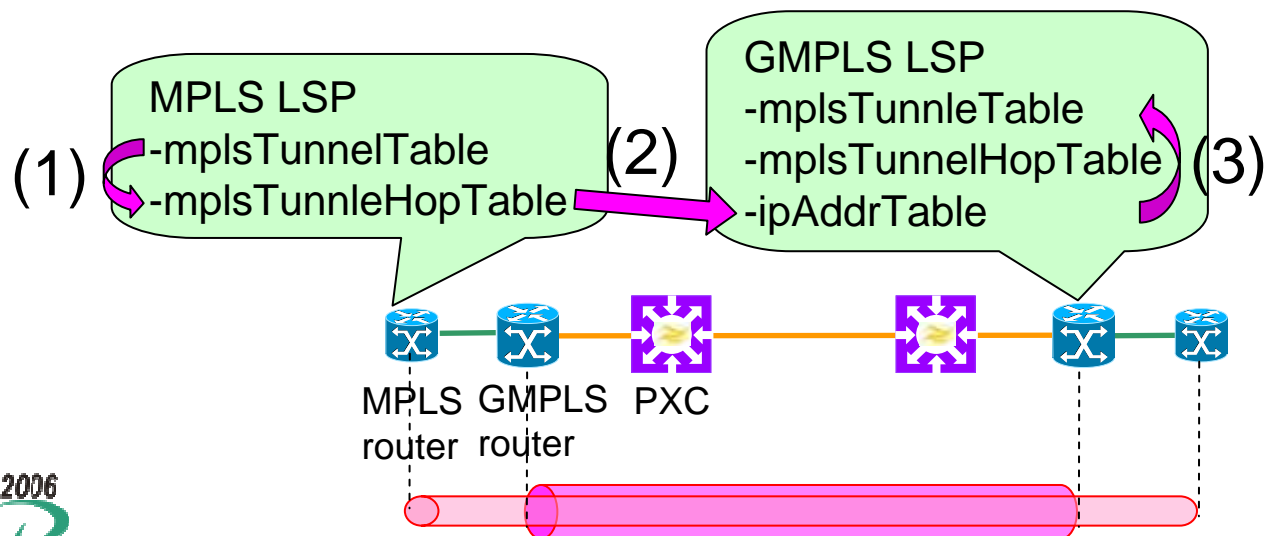 MPLS LSP
-mplsTunnelTable
-mplsTunnleHopTable
(1)
(2)
GMPLS LSP
-mplsTunnleTable
-mplsTunnelHopTable
-ipAddrTable
(3)
MPLS
router
GMPLS
router
PXC
2006